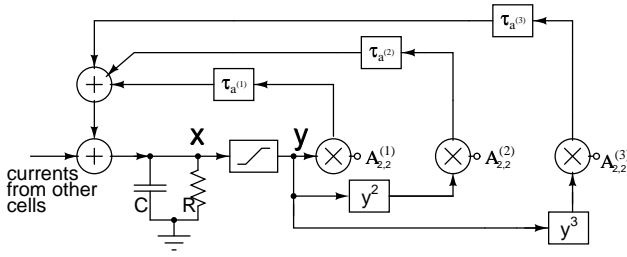 τa(3)
τa(2)
τa(1)
+
+
x
y
A2,2(1)
A2,2(2)
A2,2(3)
currents
from other
cells
C
R
y2
y3